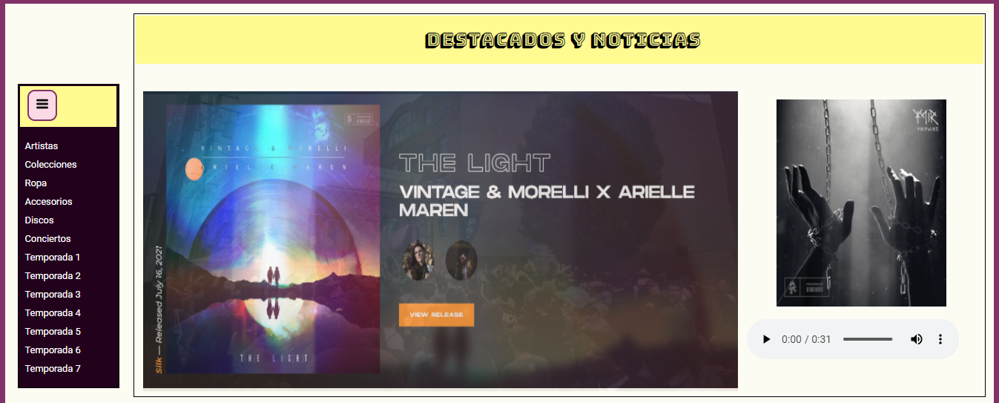 DESTACADOS Y NOTICIAS
Artistas
Colecciones
Ropa
Accesorios
Discos
Conciertos
Temporada 1
Temporada 2
Temporada 3
Temporada 4
Temporada 5
Temporada 6
Temporada 7
VINTAGE & MORELLI
ARIELLE MAREN
THE LIGHT
Silk — Released July 16, 2021
THE LIGHT
VINTAGE & MORELLI X ARIELLE
MAREN
VIEW RELEASE
YMIR
TRIPWIRE
0:00 / 0:31